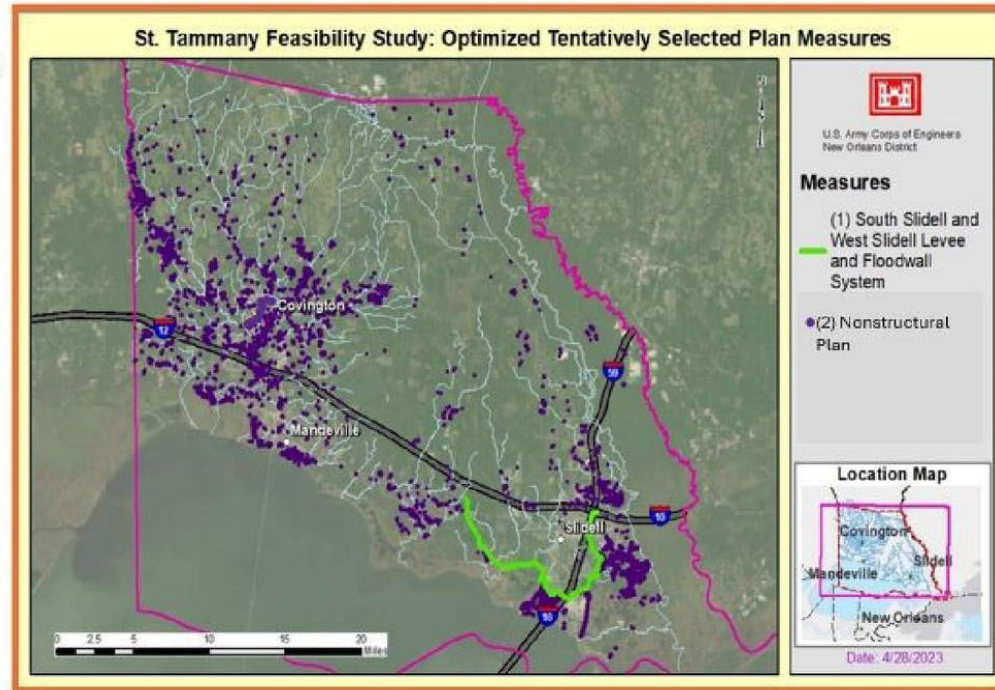 St. Tammany Feasibility Study: Optimized Tentatively Selected Plan Measures
U.S. Army Corps of Engineers
New Orleans District
Measures
(1) South Slidell and
West Slidell Levee
and Floodwall
System
(2) Nonstructural
Plan
Covington
12
59
Mandeville
10
Slidell
10
0 2.5 5 10 15 20
Miles
Location Map
Covington
Slidell
Mandeville
New Orleans
Date: 4/28/2023